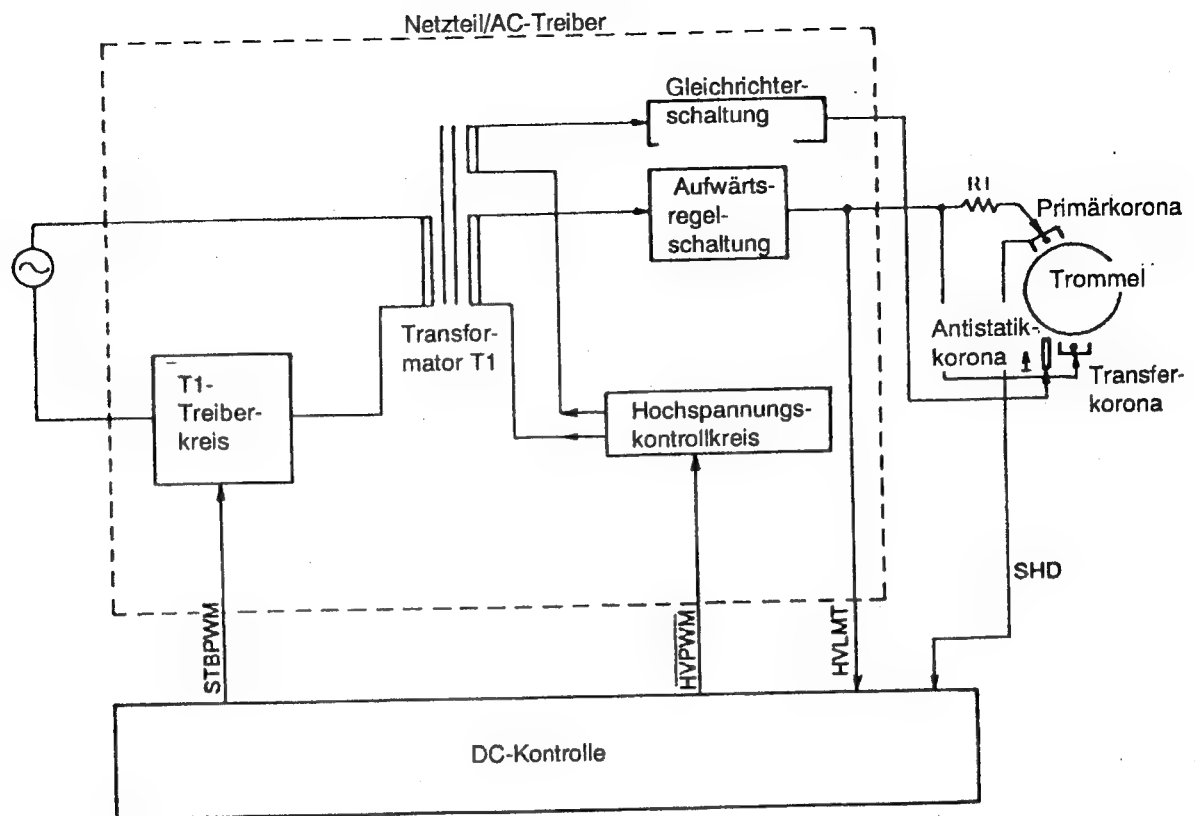 Netzteil/AC-Treiber
Gleichrichter-
schaltung
Aufwärts-
regel-
schaltung
R1
Primärkorona
Trommel
Antistatik-
korona
Transfer-
korona
Transfor-
mator T1
T1-
Treiber-
kreis
Hochspannungs-
kontrollkreis
SHD
STBPWM
HVPWM
HVLMT
DC-Kontrolle